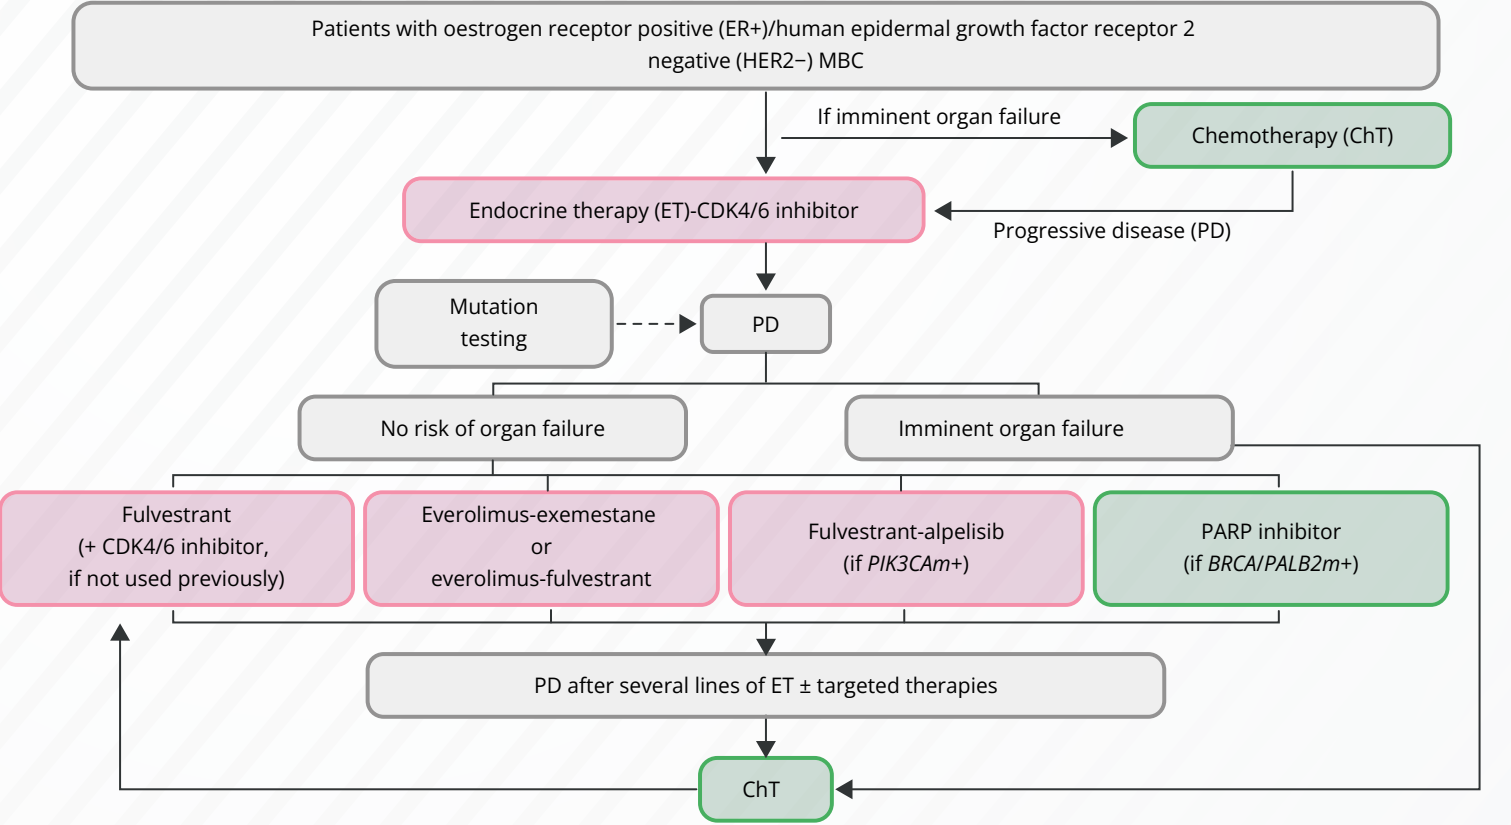 Patients with oestrogen receptor positive (ER+)/human epidermal growth factor receptor 2
negative (HER2−) MBC
If imminent organ failure
Chemotherapy (ChT)
Endocrine therapy (ET)-CDK4/6 inhibitor
Progressive disease (PD)
Mutation
testing
PD
No risk of organ failure
Imminent organ failure
Fulvestrant
(+ CDK4/6 inhibitor,
if not used previously)
Everolimus-exemestane
or
everolimus-fulvestrant
Fulvestrant-alpelisib
(if PIK3CAm+)
PARP inhibitor
(if BRCA/PALB2m+)
PD after several lines of ET ± targeted therapies
ChT